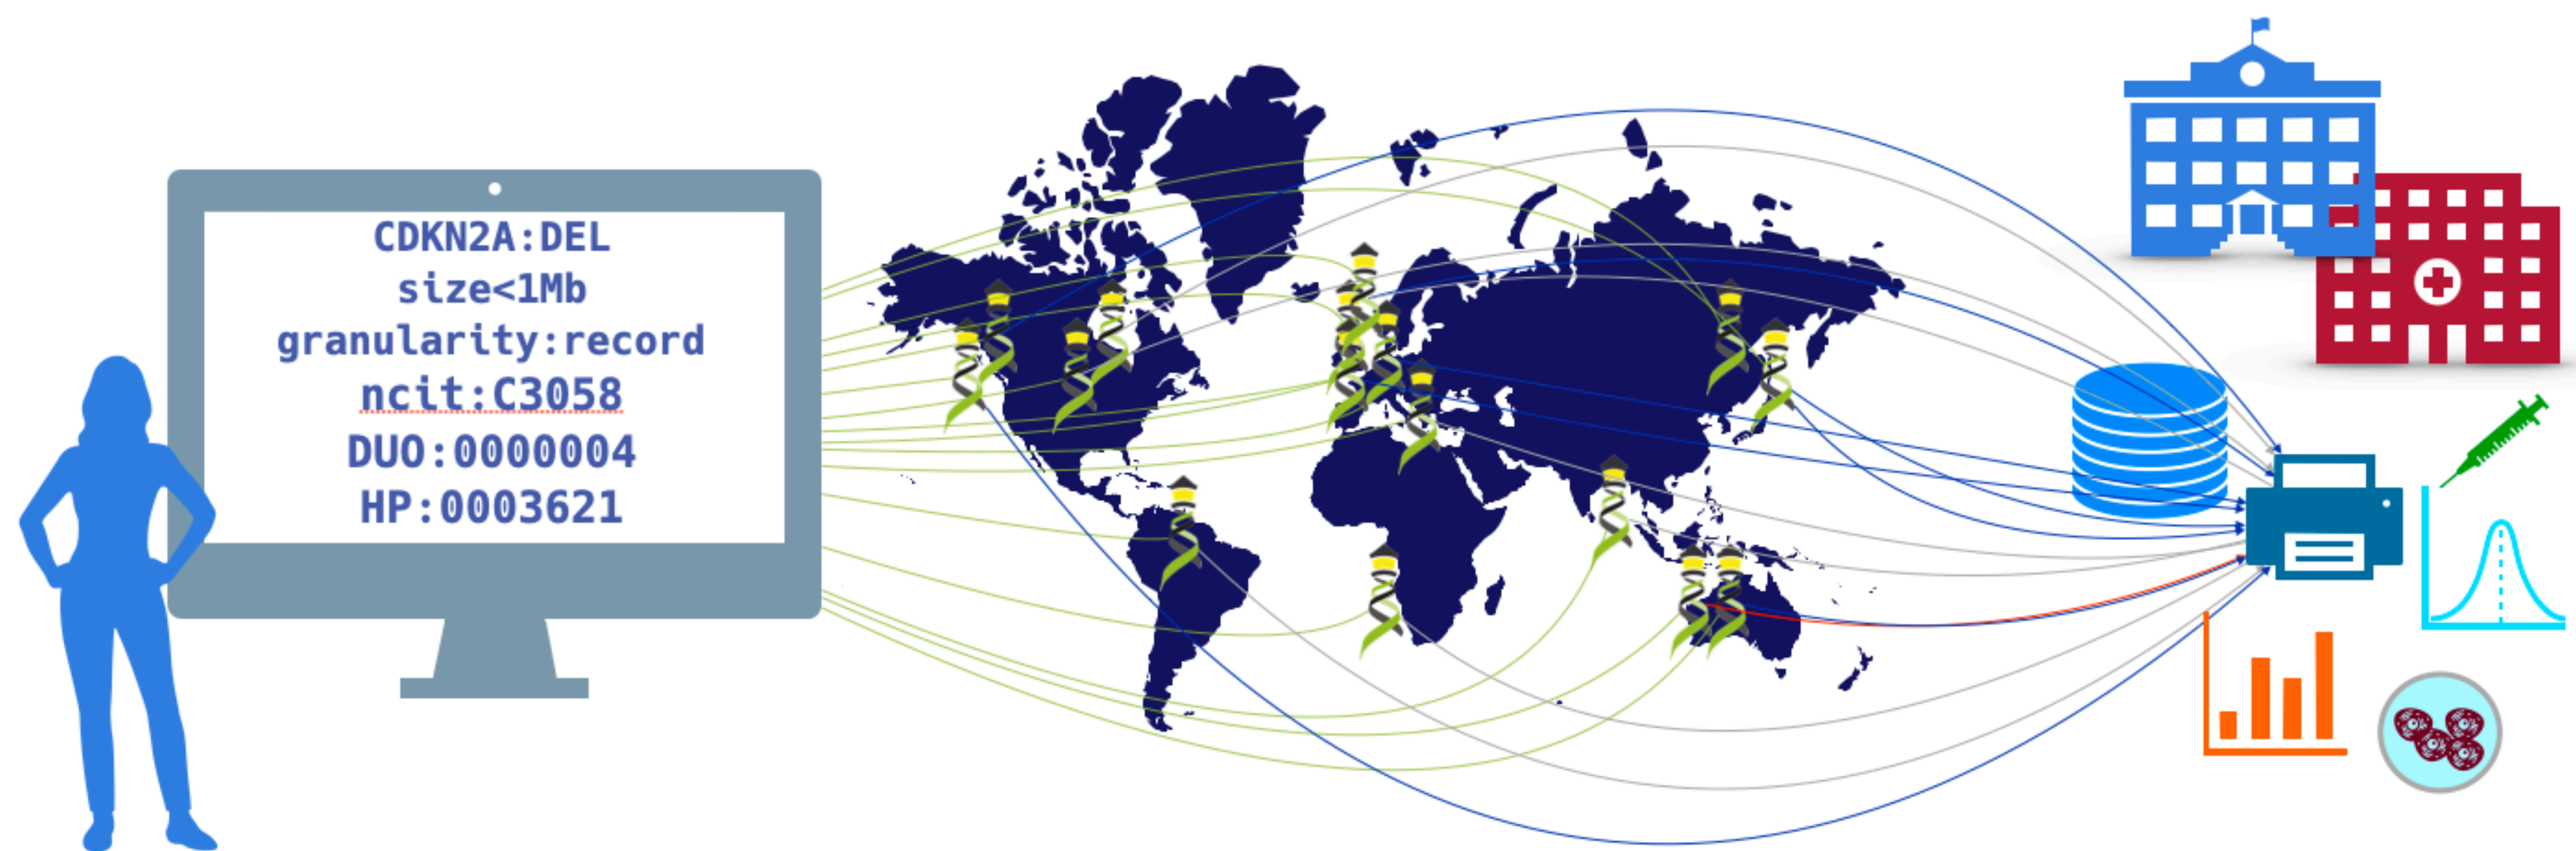 CDKN2A:DEL
size<1Mb
granularity:record
ncit:C3058
DUO:0000004
HP:0003621